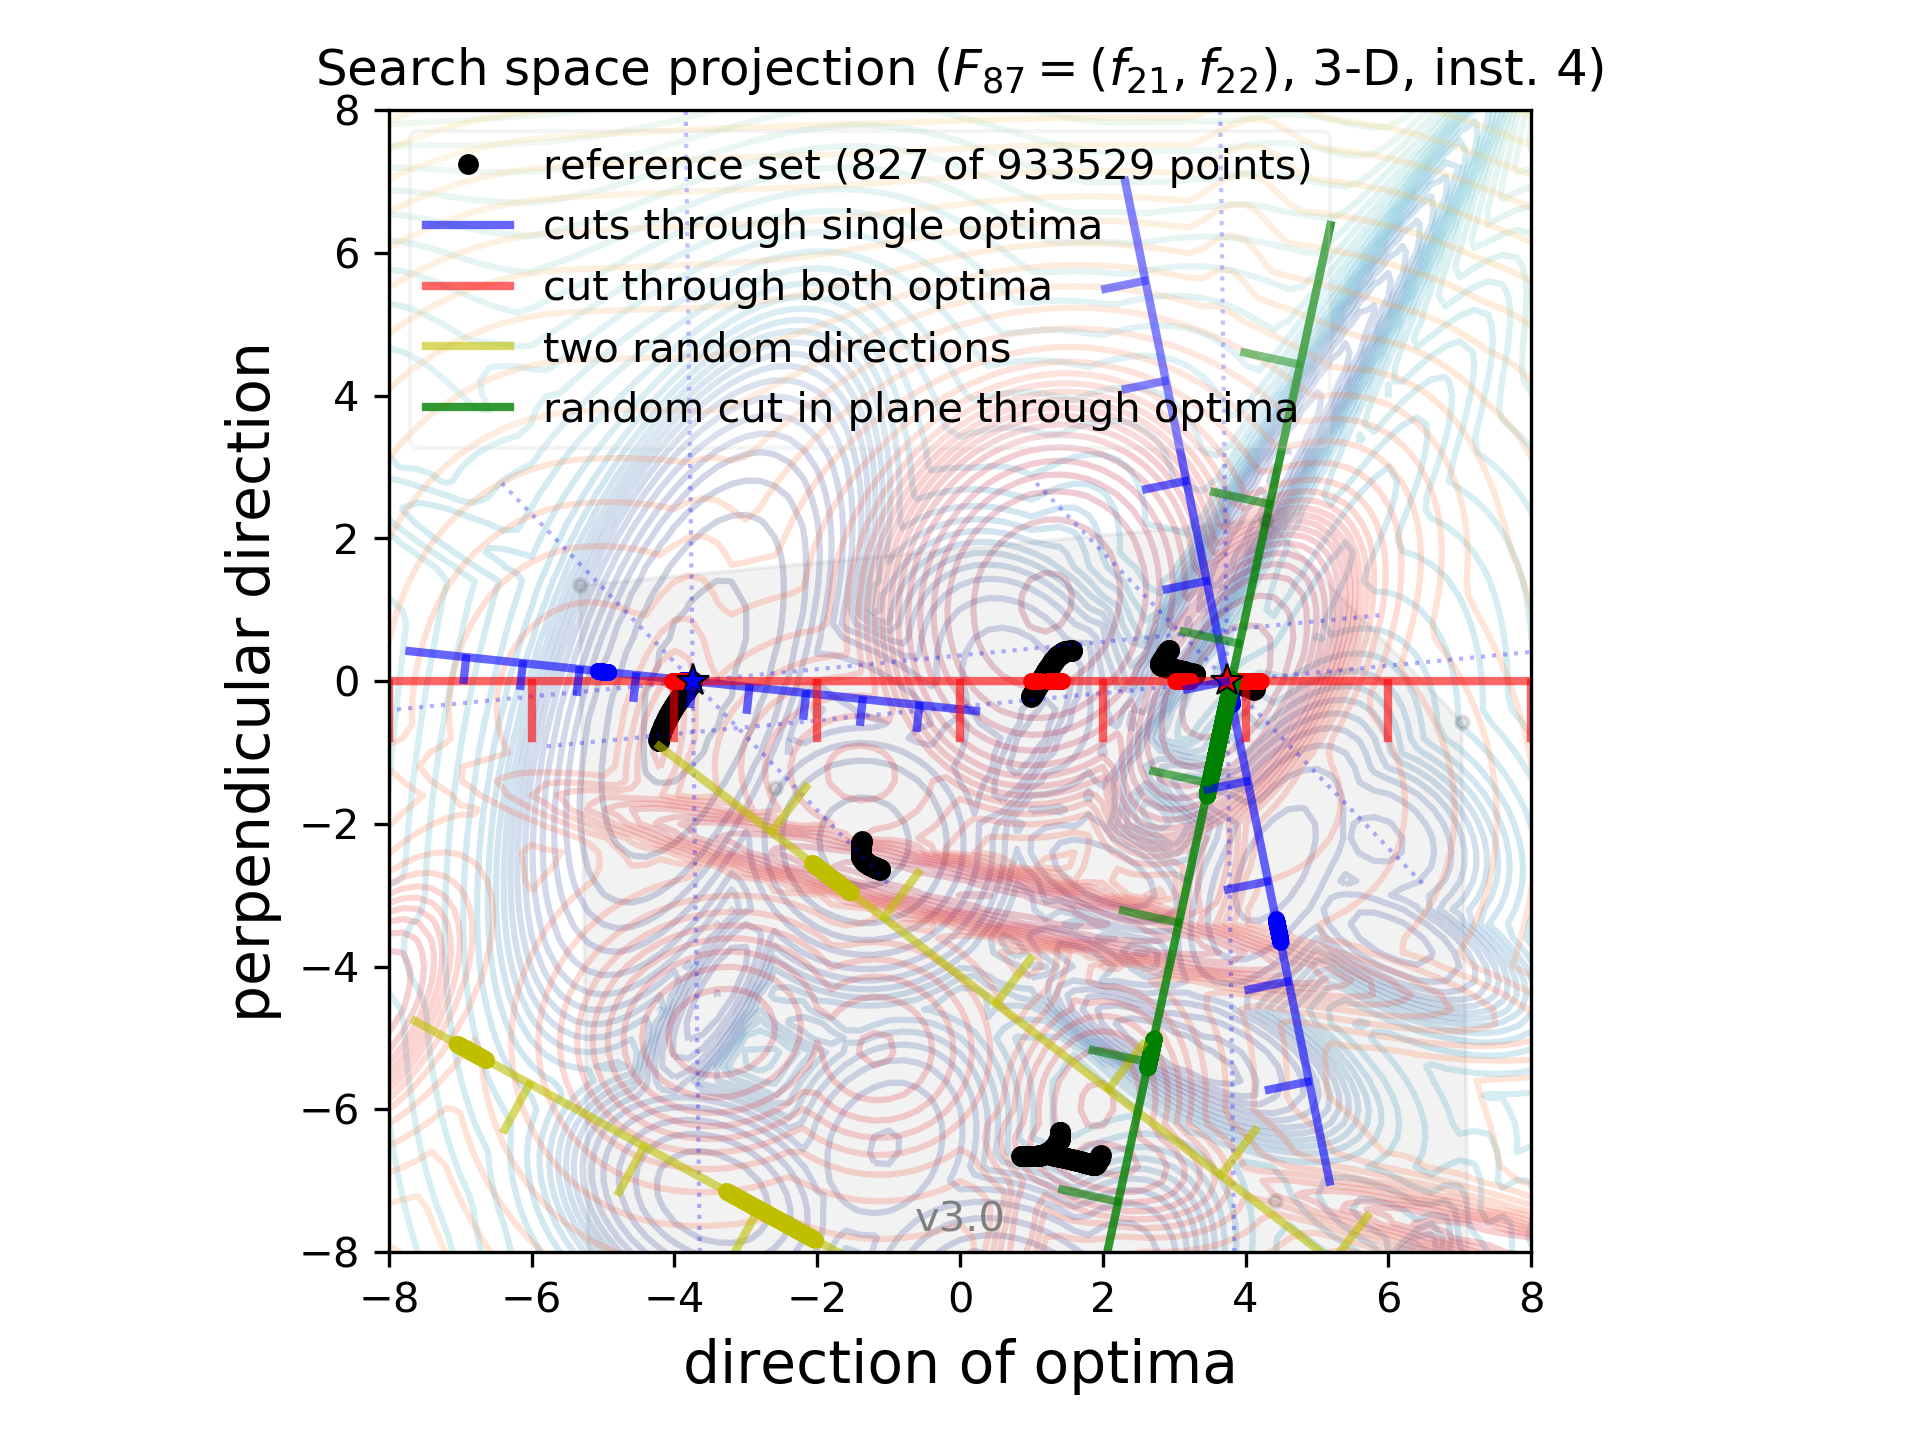 Search space projection (F₈₇ = (f₂₁, f₂₂), 3-D, inst. 4)
reference set (827 of 933529 points)
cuts through single optima
cut through both optima
two random directions
random cut in plane through optima
8
6
4
2
0
−2
−4
−6
−8
perpendicular direction
v3.0
−8 −6 −4 −2 0 2 4 6 8
direction of optima